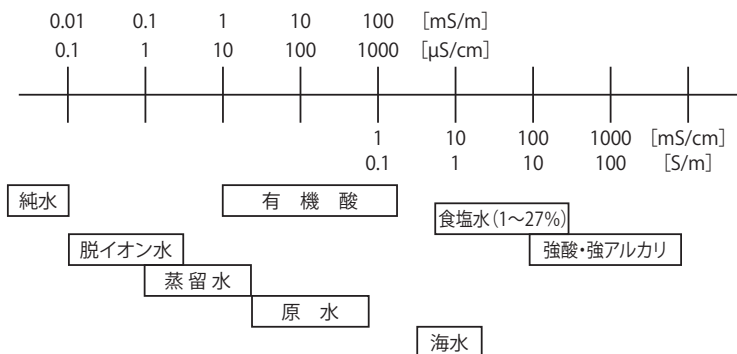 0.01 0.1 1 10 100 [mS/m]
0.1 1 10 100 1000 [µS/cm]
1 10 100 1000 [mS/cm]
0.1 1 10 100 [S/m]
純水
有機酸
食塩水(1〜27%)
脱イオン水
強酸・強アルカリ
蒸留水
原水
海水